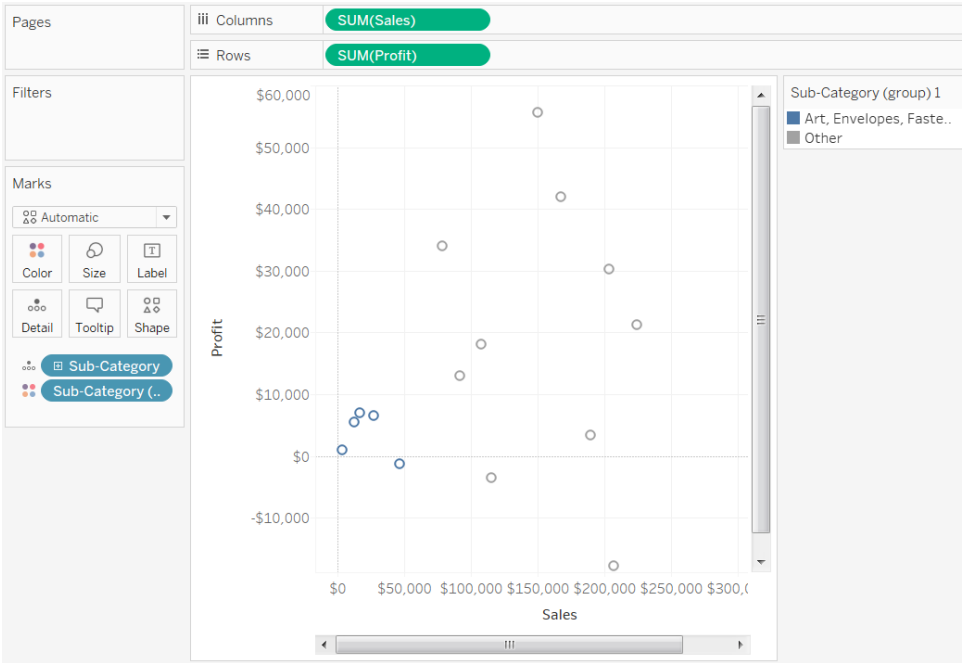 Pages
Columns
SUM(Sales)
Rows
SUM(Profit)
Filters
Marks
Automatic
Color Size Label
Detail Tooltip Shape
Sub-Category
Sub-Category (..
Profit
$60,000
$50,000
$40,000
$30,000
$20,000
$10,000
$0
-$10,000
$0 $50,000 $100,000 $150,000 $200,000 $250,000 $300,(
Sales
Sub-Category (group) 1
Art, Envelopes, Faste..
Other